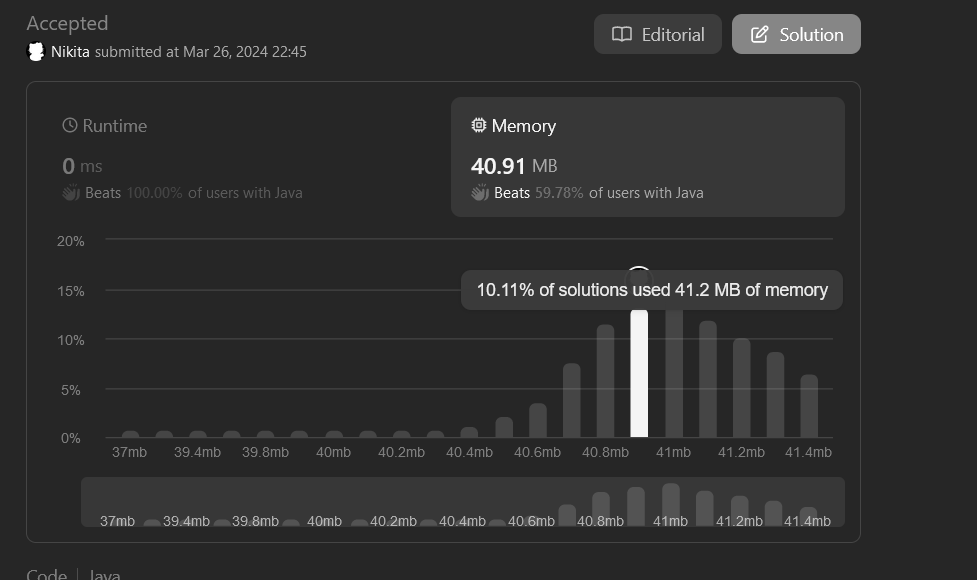 Accepted
Editorial
Solution
Nikita submitted at Mar 26, 2024 22:45
Runtime
Memory
0 ms
40.91 MB
Beats 100.00% of users with Java
Beats 59.78% of users with Java
20%
10.11% of solutions used 41.2 MB of memory
15%
10%
5%
0%
37mb 39.4mb 39.8mb 40mb 40.2mb 40.4mb 40.6mb 40.8mb 41mb 41.2mb 41.4mb
37mb 39.4mb 39.8mb 40mb 40.2mb 40.4mb 40.6mb 40.8mb 41mb 41.2mb 41.4mb
Code | Java